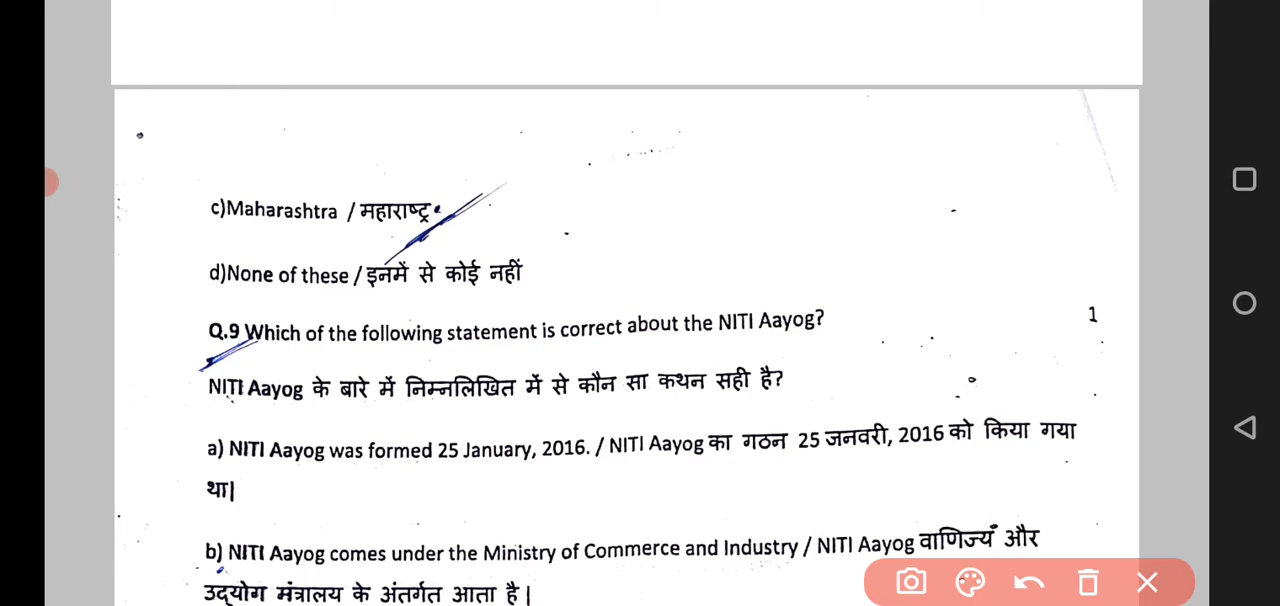 c)Maharashtra / महाराष्ट्र
d)None of these / इनमें से कोई नहीं
Q.9 Which of the following statement is correct about the NITI Aayog? 1
NITI Aayog के बारे में निम्नलिखित में से कौन सा कथन सही है?
a) NITI Aayog was formed 25 January, 2016. / NITI Aayog का गठन 25 जनवरी, 2016 को किया गया
था|
b) NITI Aayog comes under the Ministry of Commerce and Industry / NITI Aayog वाणिज्य और
उद्योग मंत्रालय के अंतर्गत आता है |